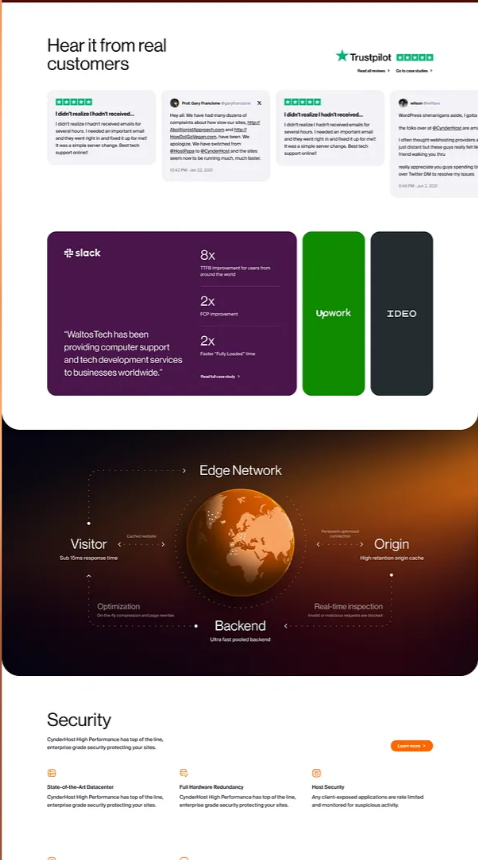 Hear it from real
customers
Trustpilot
Read all reviews >
Go to case studies >
I didn't realize I hadn't received...
I didn't realize I hadn't received emails for
several hours. I needed an important email
and they went right in and fixed it up for me!
It was a simple server change. Best tech
support online!!
Prof. Gary Francione @garyfrancione
Hey all. We have had many dozens of
complaints about how slow our sites, http://
AbolitionistApproach.com and http://
HowDoIGoVegan.com, have been. We
apologize. We have switched from
@HostPapa to @CynderHost and the sites
seem now to be running much, much faster.
10:42 PM · Jan 22, 2021
I didn't realize I hadn't received...
I didn't realize I hadn't received emails for
several hours. I needed an important email
and they went right in and fixed it up for me!
It was a simple server change. Best tech
support online!!
WordPress shenanigans aside, I gotta
the folks over at @CynderHost are am
I often thought webhosting providers
just distant but these guys really felt li
friend walking you thru
really appreciate you guys spending t
over Twitter DM to resolve my issues
slack
"WaltosTech has been
providing computer support
and tech development services
to businesses worldwide."
8x
TTFB improvement for users from
around the world
2x
FCP improvement
2x
Faster "Fully Loaded" time
Read full case study >
Upwork
IDEO
Edge Network
Visitor
Sub 15ms response time
Cached website
Origin
High retention origin cache
Optimization
On-the-fly compression and page rewrites
Real-time inspection
Invalid or malicious requests are blocked
Backend
Ultra fast pooled backend
Security
CynderHost High Performance has top of the line,
enterprise grade security protecting your sites.
Learn more >
State-of-the-Art Datacenter
CynderHost High Performance has top of the line,
enterprise grade security protecting your sites.
Full Hardware Redundancy
CynderHost High Performance has top of the line,
enterprise grade security protecting your sites.
Host Security
Any client-exposed applications are rate limited
and monitored for suspicious activity.